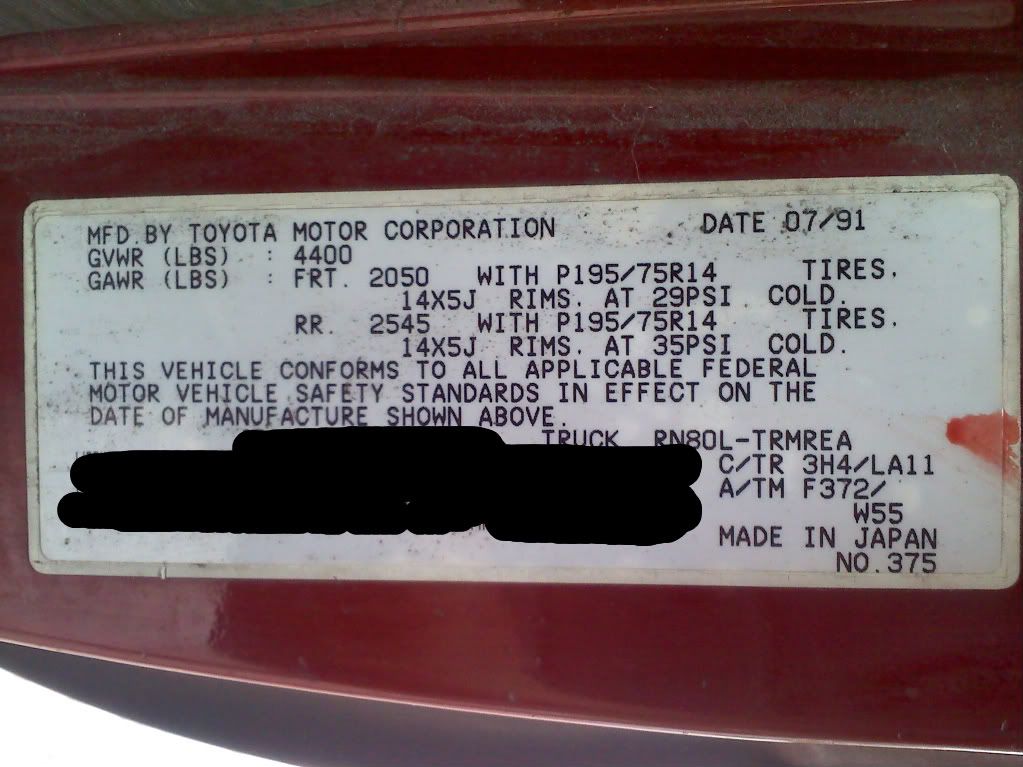 MFD. BY TOYOTA MOTOR CORPORATION DATE 07/91
GVWR (LBS) : 4400
GAWR (LBS) : FRT. 2050 WITH P195/75R14 TIRES.
14X5J RIMS. AT 29PSI COLD.
RR. 2545 WITH P195/75R14 TIRES.
14X5J RIMS. AT 35PSI COLD.
THIS VEHICLE CONFORMS TO ALL APPLICABLE FEDERAL
MOTOR VEHICLE SAFETY STANDARDS IN EFFECT ON THE
DATE OF MANUFACTURE SHOWN ABOVE.
TRUCK RN80L-TRMREA
C/TR 3H4/LA11
A/TM F372/
W55
MADE IN JAPAN
NO.375